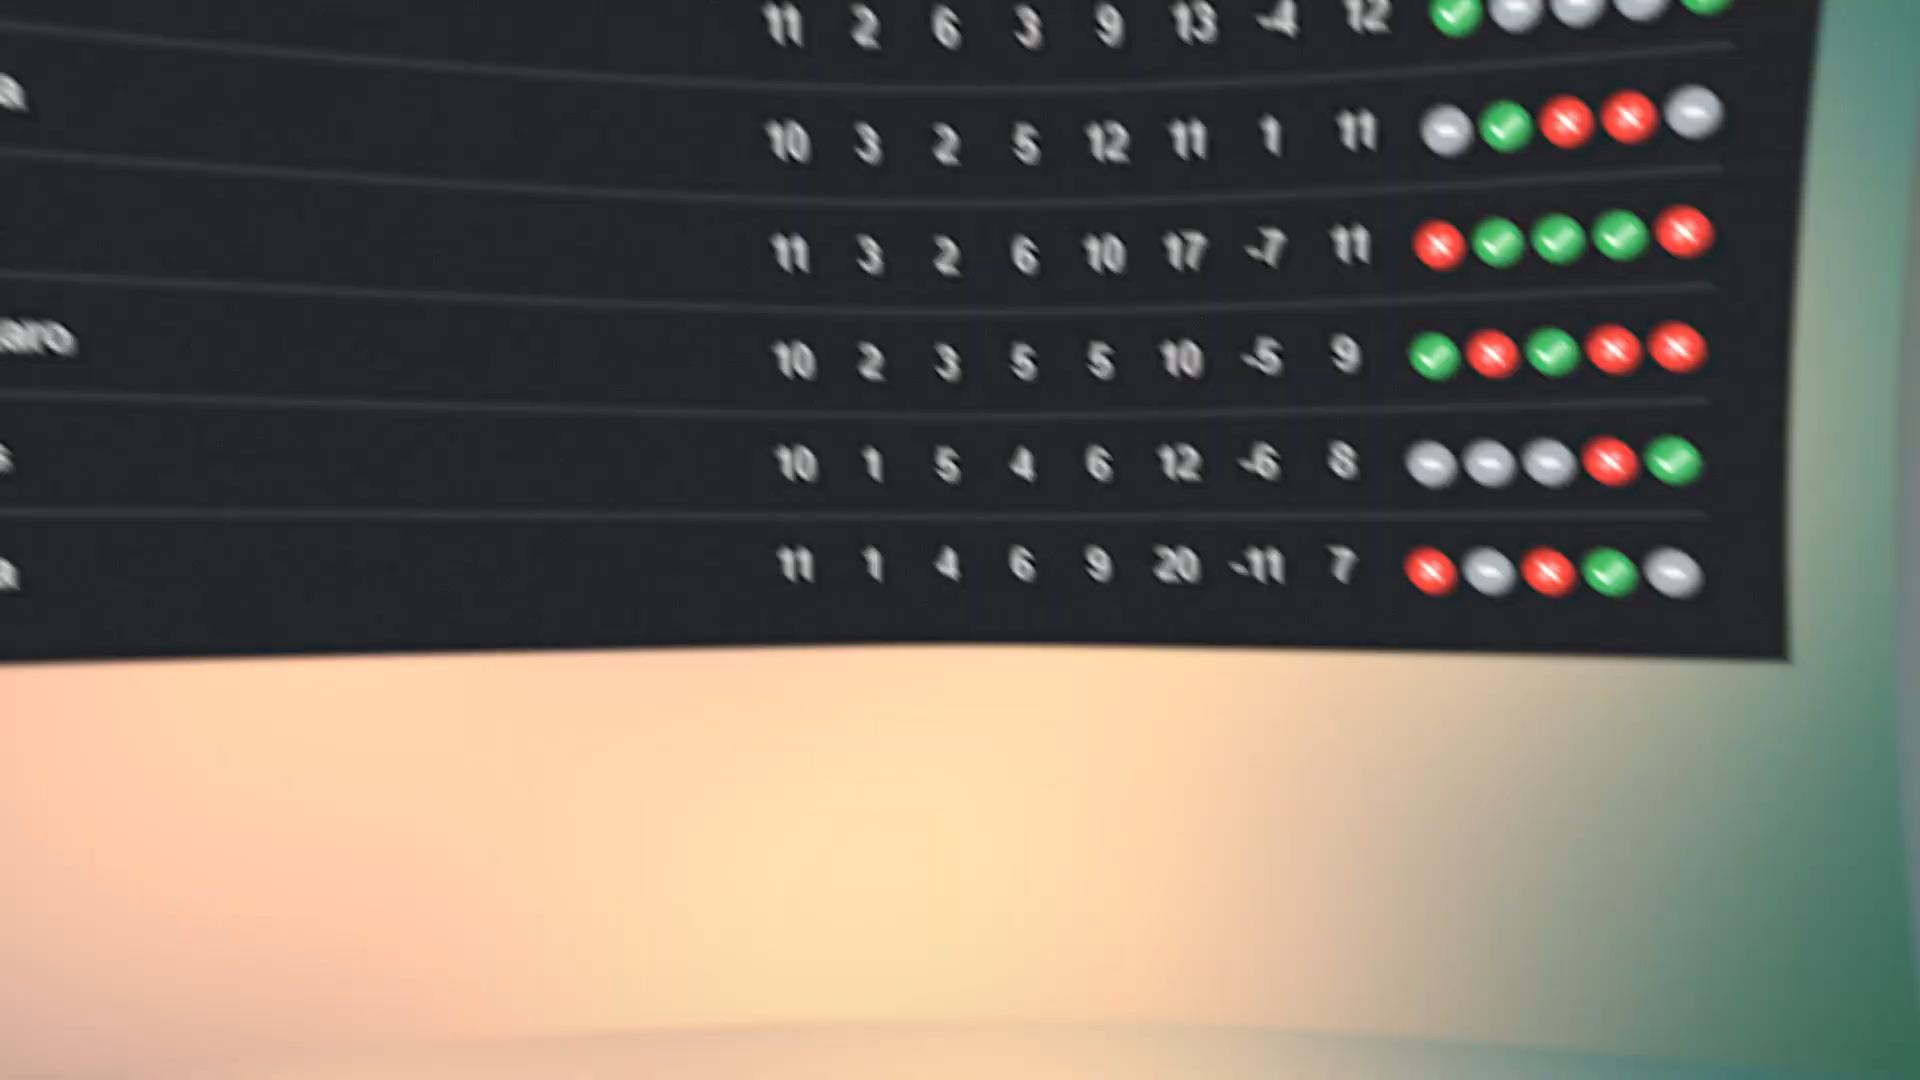 11 2 6 3 9 13 -4 12
a 10 3 2 5 12 11 1 11
11 3 2 6 10 17 -7 11
aro 10 2 3 5 5 10 -5 9
s 10 1 5 4 6 12 -6 8
a 11 1 4 6 9 20 -11 7